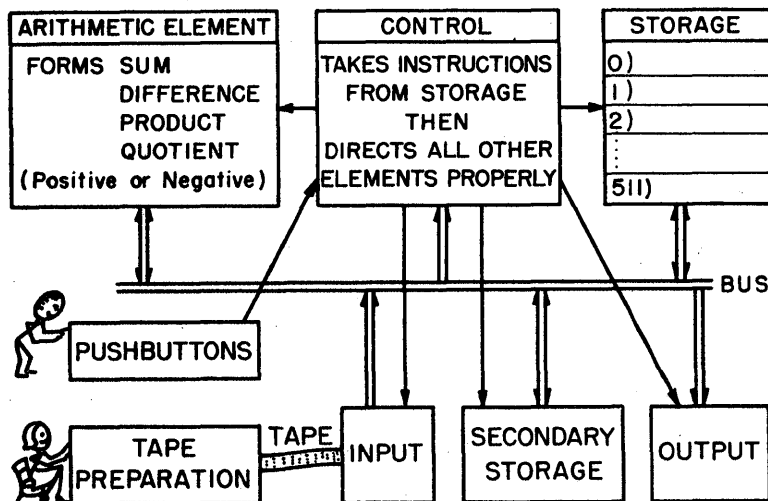 ARITHMETIC ELEMENT
FORMS SUM
DIFFERENCE
PRODUCT
QUOTIENT
(Positive or Negative)
CONTROL
TAKES INSTRUCTIONS
FROM STORAGE
THEN
DIRECTS ALL OTHER
ELEMENTS PROPERLY
STORAGE
0)
1)
2)
511)
BUS
PUSHBUTTONS
TAPE
PREPARATION
TAPE
INPUT
SECONDARY
STORAGE
OUTPUT